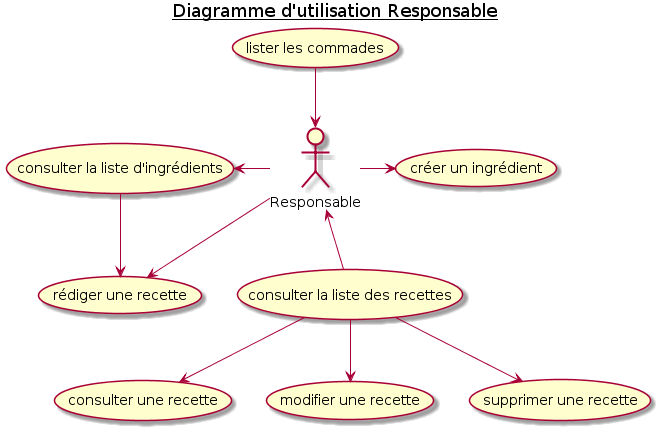 Diagramme d'utilisation Responsable
lister les commades
consulter la liste d'ingrédients
créer un ingrédient
Responsable
rédiger une recette
consulter la liste des recettes
consulter une recette
modifier une recette
supprimer une recette